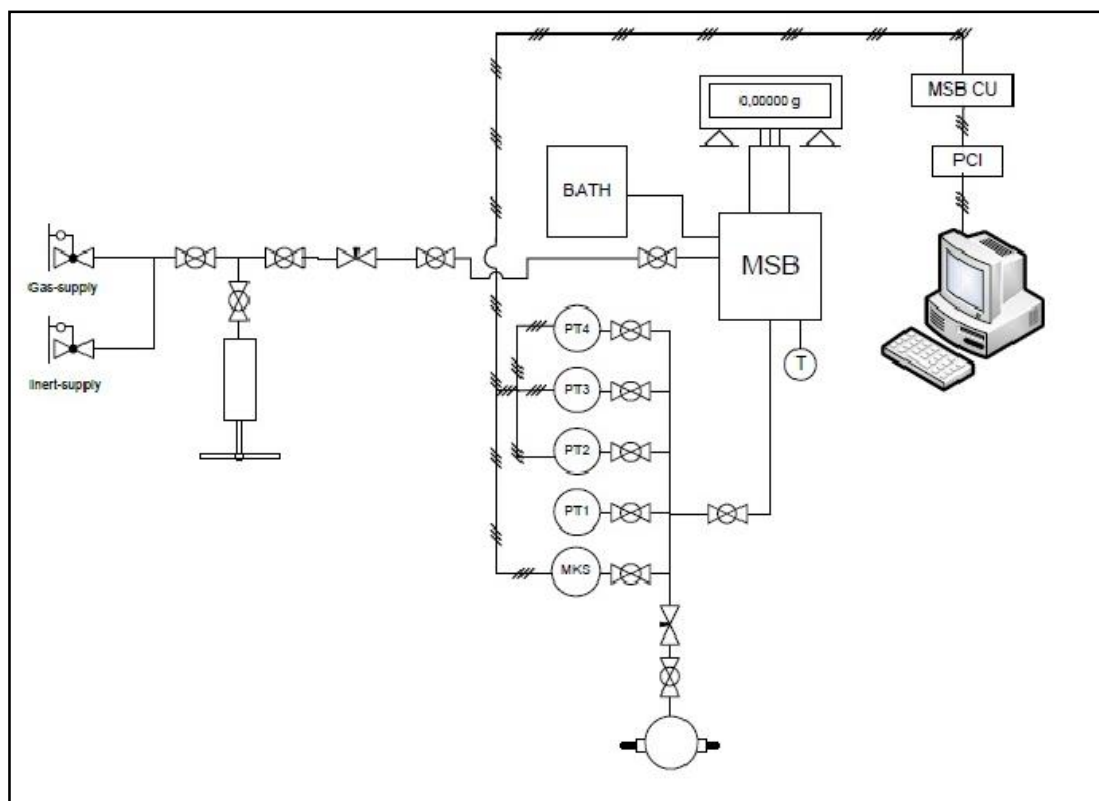 0,00000 g
MSB CU
PCI
BATH
MSB
Gas-supply
Inert-supply
PT4
T
PT3
PT2
PT1
MKS